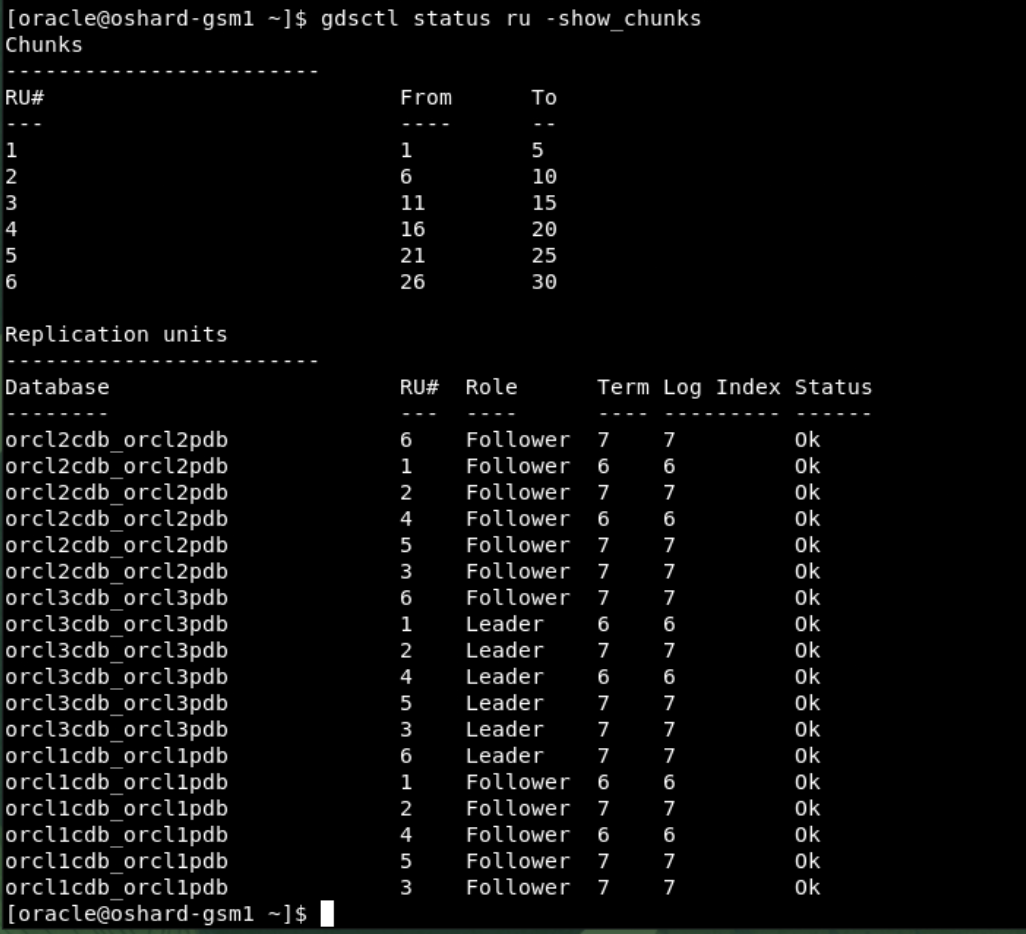 [oracle@oshard-gsm1 ~]$ gdsctl status ru -show_chunks
Chunks
------------------------
RU#                           From      To
---                           ----      --
1                             1         5
2                             6         10
3                             11        15
4                             16        20
5                             21        25
6                             26        30

Replication units
------------------------
Database                      RU#  Role      Term Log Index Status
--------                      ---  ----      ---- --------- ------
orcl2cdb_orcl2pdb             6    Follower  7    7         Ok
orcl2cdb_orcl2pdb             1    Follower  6    6         Ok
orcl2cdb_orcl2pdb             2    Follower  7    7         Ok
orcl2cdb_orcl2pdb             4    Follower  6    6         Ok
orcl2cdb_orcl2pdb             5    Follower  7    7         Ok
orcl2cdb_orcl2pdb             3    Follower  7    7         Ok
orcl3cdb_orcl3pdb             6    Follower  7    7         Ok
orcl3cdb_orcl3pdb             1    Leader    6    6         Ok
orcl3cdb_orcl3pdb             2    Leader    7    7         Ok
orcl3cdb_orcl3pdb             4    Leader    6    6         Ok
orcl3cdb_orcl3pdb             5    Leader    7    7         Ok
orcl3cdb_orcl3pdb             3    Leader    7    7         Ok
orcl1cdb_orcl1pdb             6    Leader    7    7         Ok
orcl1cdb_orcl1pdb             1    Follower  6    6         Ok
orcl1cdb_orcl1pdb             2    Follower  7    7         Ok
orcl1cdb_orcl1pdb             4    Follower  6    6         Ok
orcl1cdb_orcl1pdb             5    Follower  7    7         Ok
orcl1cdb_orcl1pdb             3    Follower  7    7         Ok
[oracle@oshard-gsm1 ~]$